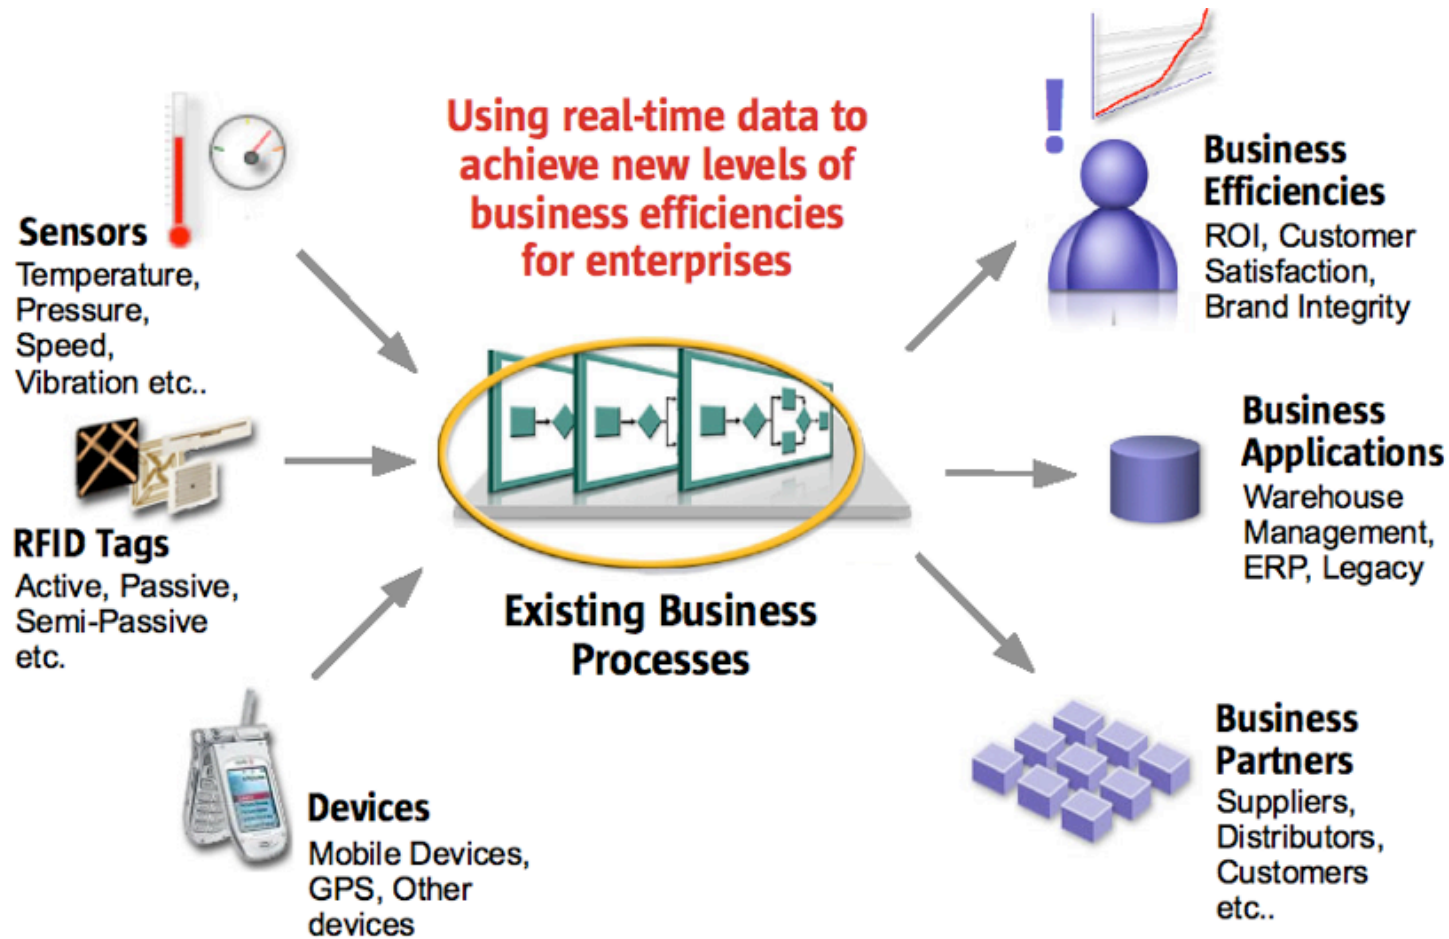 Using real-time data to
achieve new levels of
business efficiencies
for enterprises
Sensors
Temperature,
Pressure,
Speed,
Vibration etc..
RFID Tags
Active, Passive,
Semi-Passive
etc.
Devices
Mobile Devices,
GPS, Other
devices
Existing Business
Processes
!
Business
Efficiencies
ROI, Customer
Satisfaction,
Brand Integrity
Business
Applications
Warehouse
Management,
ERP, Legacy
Business
Partners
Suppliers,
Distributors,
Customers
etc..